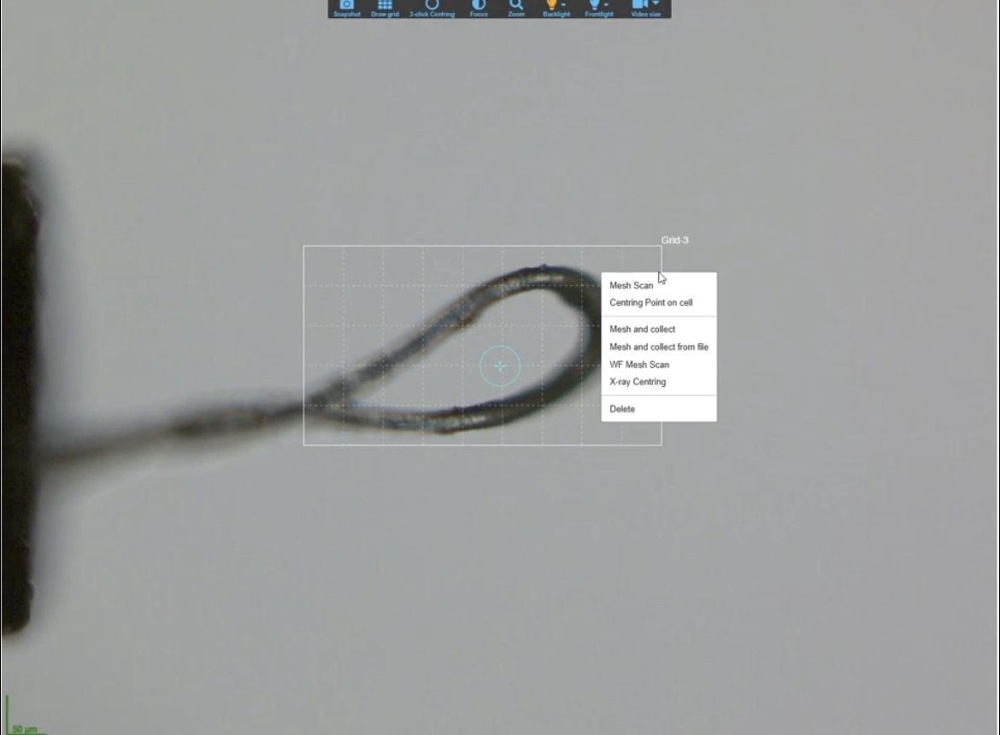 Snapshot Draw grid 3-click Centring Focus Zoom Backlight Frontlight Video size
Grid-3
Mesh Scan
Centring Point on cell
Mesh and collect
Mesh and collect from file
WF Mesh Scan
X-ray Centring
Delete
50 µm